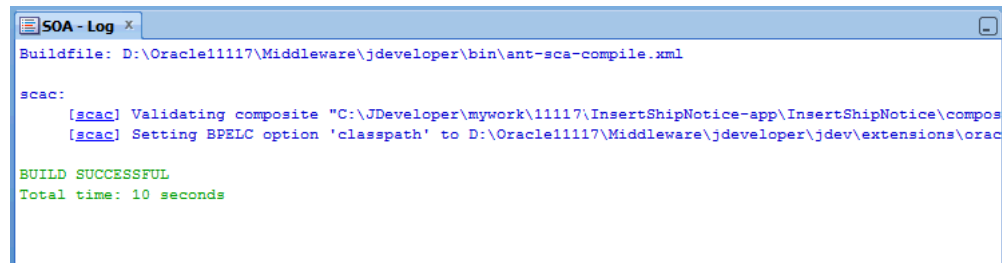 SOA - Log x
Buildfile: D:\Oracle11117\Middleware\jdeveloper\bin\ant-sca-compile.xml
scac:
[scac] Validating composite "C:\JDeveloper\mywork\11117\InsertShipNotice-app\InsertShipNotice\compos
[scac] Setting BPELC option 'classpath' to D:\Oracle11117\Middleware\jdeveloper\jdev\extensions\orac
BUILD SUCCESSFUL
Total time: 10 seconds